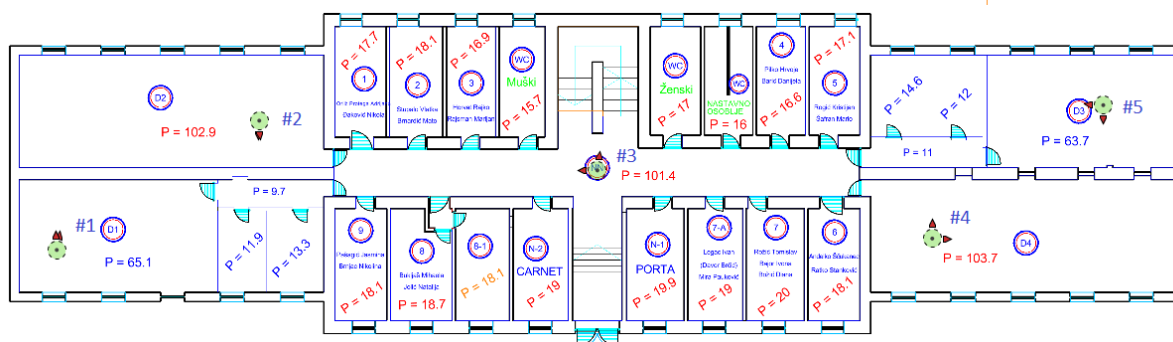 D2
P = 102.9
#2
#1
D1
P = 65.1
P = 9.7
P = 11.9
P = 13.3
P = 17.7
1
P = 18.1
2
P = 16.9
3
WC
Muški
P = 15.7
WC
Ženski
P = 17
WC
NASTAVNO
OSOBLJE
P = 16
4
P = 16.6
P = 17.1
5
#3
P = 101.4
9
P = 18.1
8
P = 18.7
8-1
P = 18.1
N-2
CARNET
P = 19
N-1
PORTA
P = 19.9
7-A
P = 19
7
P = 20
6
P = 18.1
P = 14.6
P = 12
P = 11
D3
P = 63.7
#5
#4
D4
P = 103.7